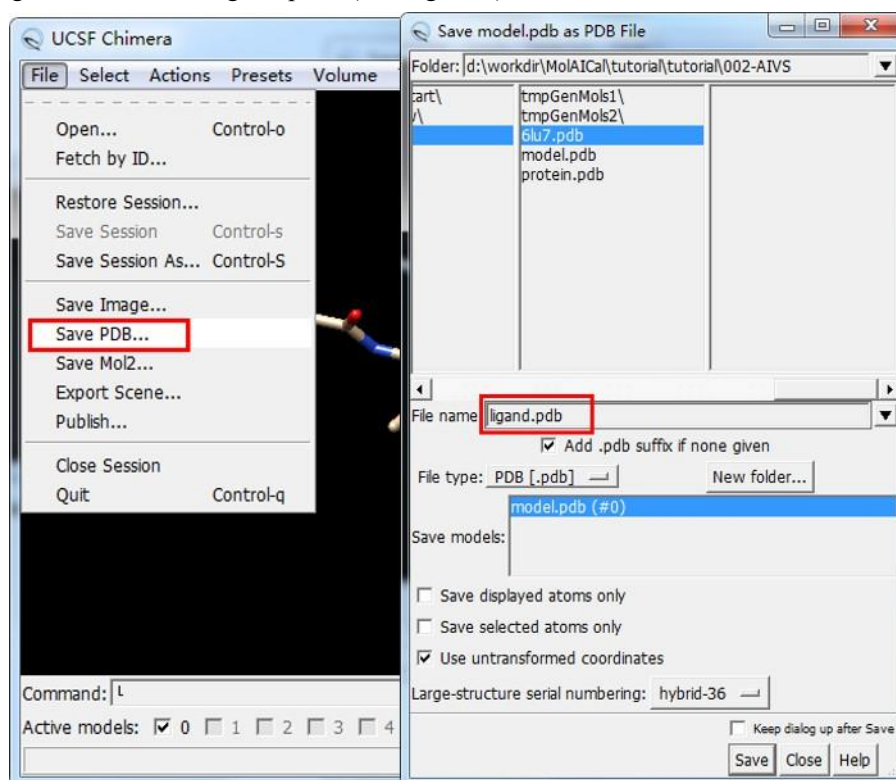 UCSF Chimera
File Select Actions Presets Volume
Open... Control-o
Fetch by ID...
Restore Session...
Save Session Control-s
Save Session As... Control-S
Save Image...
Save PDB...
Save Mol2...
Export Scene...
Publish...
Close Session
Quit Control-q
Command:
Active models: 0 1 2 3 4
Save model.pdb as PDB File
Folder: d:\workdir\MolAICal\tutorial\tutorial\002-AIVS
tart\
tmpGenMols1\
tmpGenMols2\
6lu7.pdb
model.pdb
protein.pdb
File name: ligand.pdb
Add .pdb suffix if none given
File type: PDB [.pdb] New folder...
model.pdb (#0)
Save models:
Save displayed atoms only
Save selected atoms only
Use untransformed coordinates
Large-structure serial numbering: hybrid-36
Keep dialog up after Save
Save Close Help